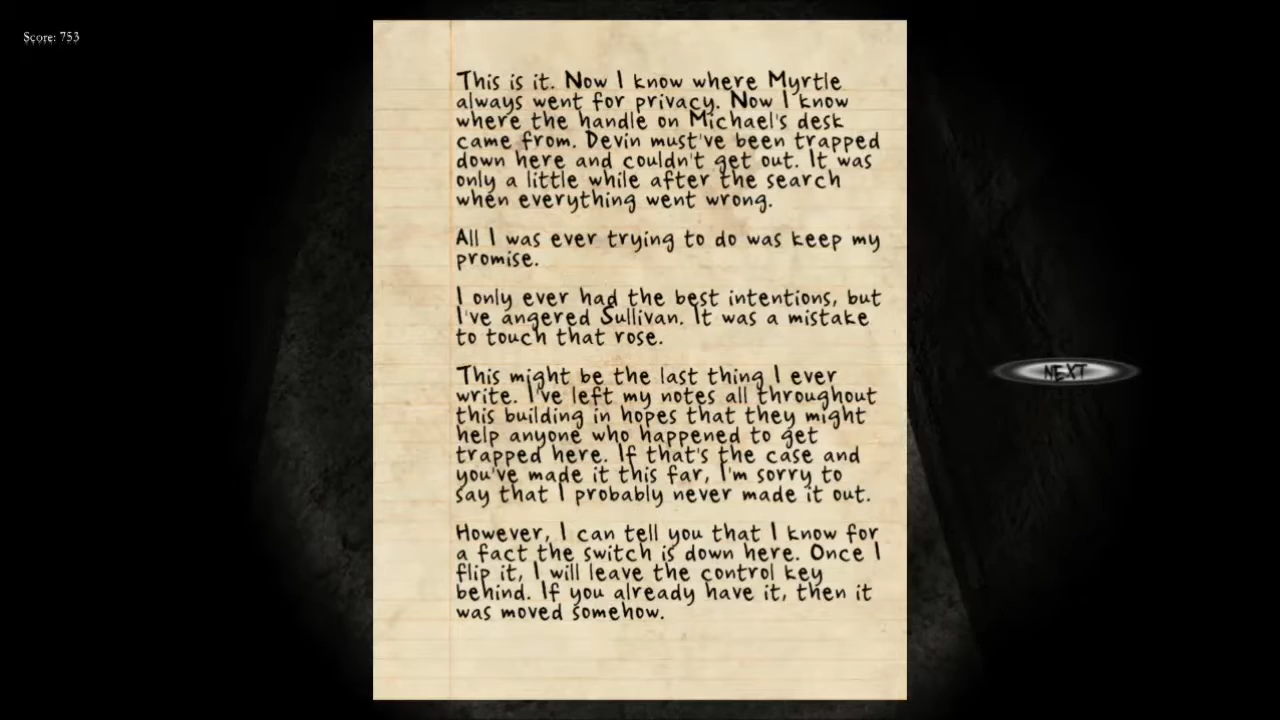 Score: 753
This is it. Now I know where Myrtle
always went for privacy. Now I know
where the handle on Michael's desk
came from. Devin must've been trapped
down here and couldn't get out. It was
only a little while after the search
when everything went wrong.
All I was ever trying to do was keep my
promise.
I only ever had the best intentions, but
I've angered Sullivan. It was a mistake
to touch that rose.
This might be the last thing I ever
write. I've left my notes all throughout
this building in hopes that they might
help anyone who happened to get
trapped here. If that's the case and
you've made it this far, I'm sorry to
say that I probably never made it out.
However, I can tell you that I know for
a fact the switch is down here. Once I
flip it, I will leave the control key
behind. If you already have it, then it
was moved somehow.
NEXT